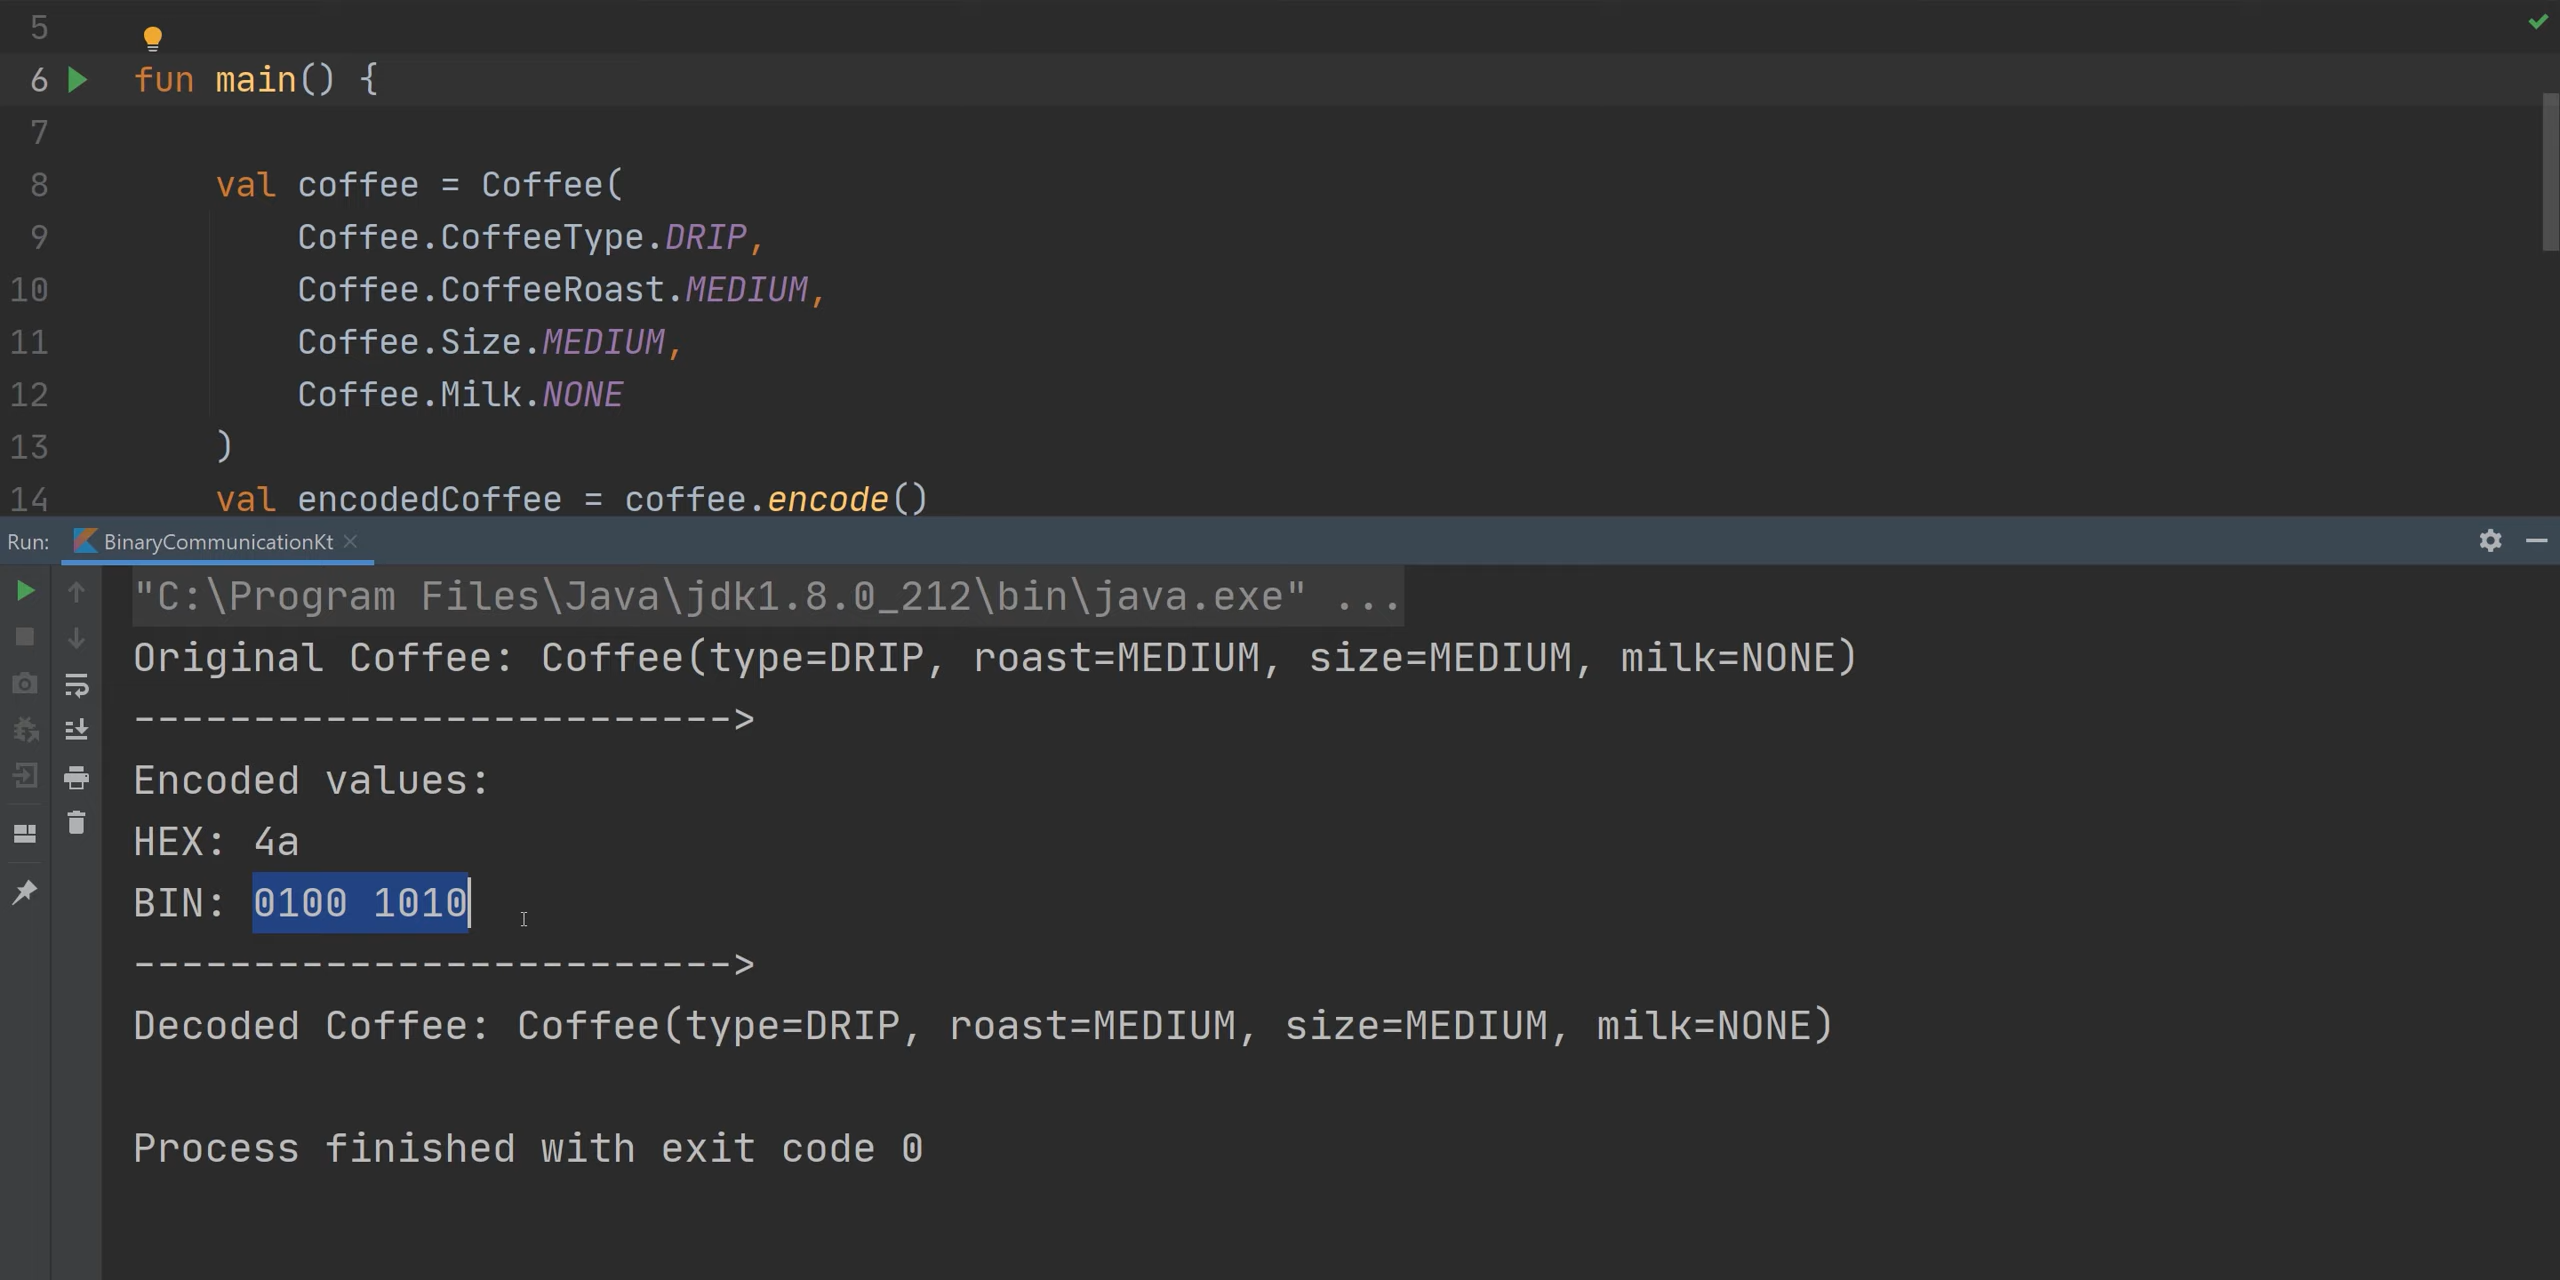 5
6 fun main() {
7
8 val coffee = Coffee(
9 Coffee.CoffeeType.DRIP,
10 Coffee.CoffeeRoast.MEDIUM,
11 Coffee.Size.MEDIUM,
12 Coffee.Milk.NONE
13 )
14 val encodedCoffee = coffee.encode()
Run: BinaryCommunicationKt
"C:\Program Files\Java\jdk1.8.0_212\bin\java.exe" ...
Original Coffee: Coffee(type=DRIP, roast=MEDIUM, size=MEDIUM, milk=NONE)
------------------------->
Encoded values:
HEX: 4a
BIN: 0100 1010
------------------------->
Decoded Coffee: Coffee(type=DRIP, roast=MEDIUM, size=MEDIUM, milk=NONE)
Process finished with exit code 0